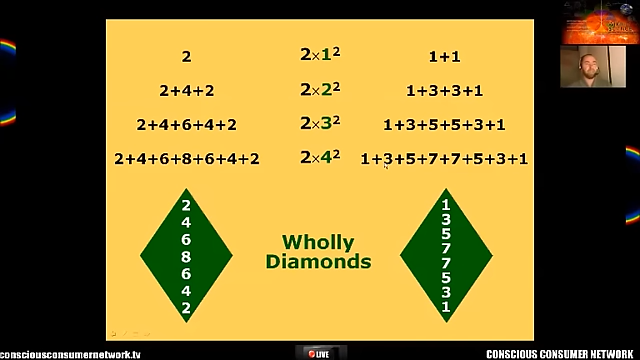 2 2×1² 1+1
2+4+2 2×2² 1+3+3+1
2+4+6+4+2 2×3² 1+3+5+5+3+1
2+4+6+8+6+4+2 2×4² 1+3+5+7+7+5+3+1
2
4
6
8
6
4
2
Wholly
Diamonds
1
3
5
7
7
5
3
1
consciousconsumernetwork.tv
LIVE
CONSCIOUS CONSUMER NETWORK